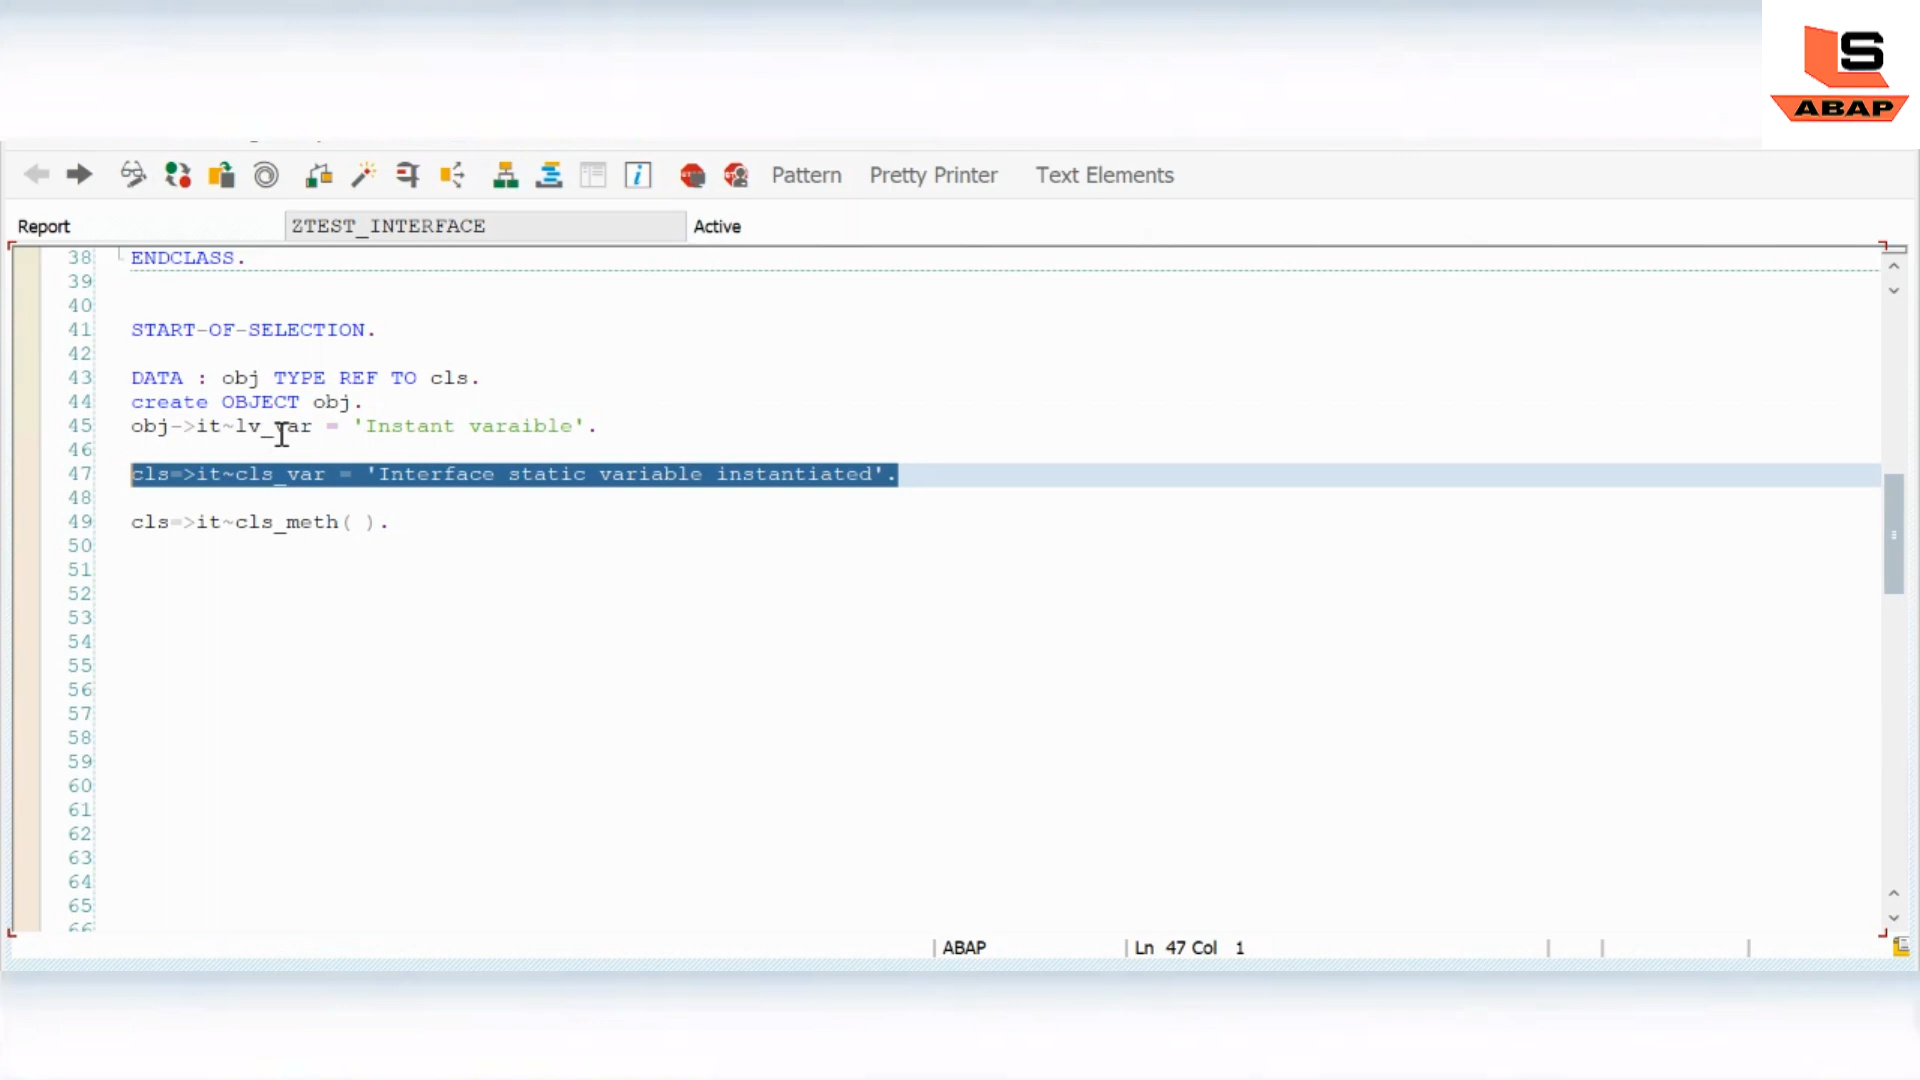 LS
ABAP
Pattern Pretty Printer Text Elements
Report ZTEST_INTERFACE Active
38 ENDCLASS.
39
40
41 START-OF-SELECTION.
42
43 DATA : obj TYPE REF TO cls.
44 create OBJECT obj.
45 obj->it~lv_var = 'Instant varaible'.
46
47 cls=>it~cls_var = 'Interface static variable instantiated'.
48
49 cls=>it~cls_meth( ).
50
51
52
53
54
55
56
57
58
59
60
61
62
63
64
65
66
ABAP Ln 47 Col 1